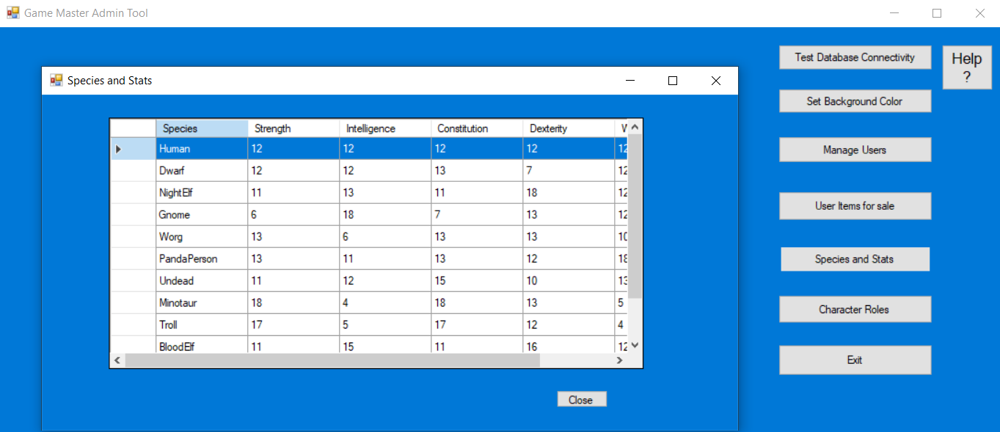 Game Master Admin Tool
Test Database Connectivity
Help
?
Set Background Color
Manage Users
User Items for sale
Species and Stats
Character Roles
Exit
Species and Stats
Species Strength Intelligence Constitution Dexterity
Human 12 12 12 12 12
Dwarf 12 12 13 7 12
NightElf 11 13 11 18 12
Gnome 6 18 7 13 12
Worg 13 6 13 13 10
PandaPerson 13 11 13 12 18
Undead 11 12 15 10 13
Minotaur 18 4 18 13 5
Troll 17 5 17 12 4
BloodElf 11 15 11 16 12
Close